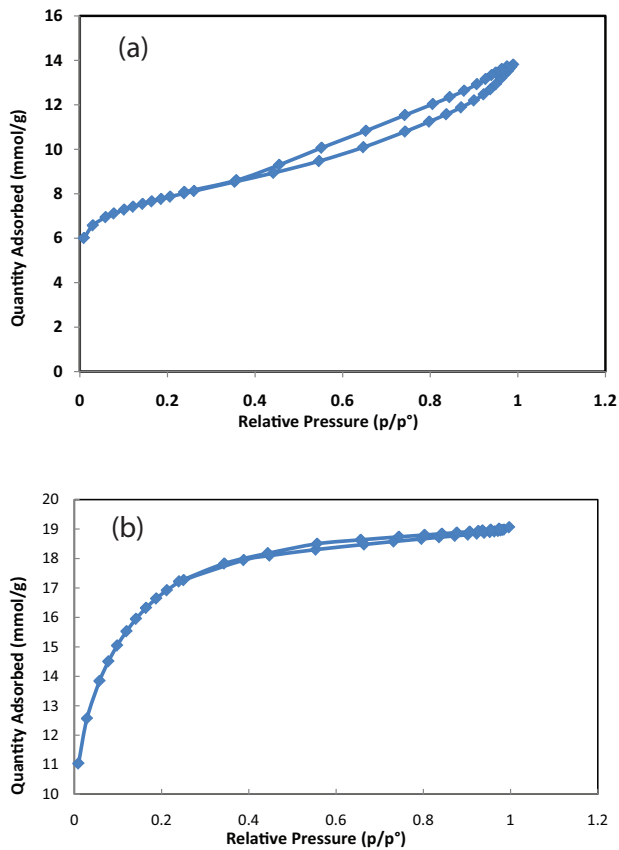 (a)
Quantity Adsorbed (mmol/g)
16
14
12
10
8
6
4
2
0
0 0.2 0.4 0.6 0.8 1 1.2
Relative Pressure (p/p°)
(b)
Quantity Adsorbed (mmol/g)
20
19
18
17
16
15
14
13
12
11
10
0 0.2 0.4 0.6 0.8 1 1.2
Relative Pressure (p/p°)